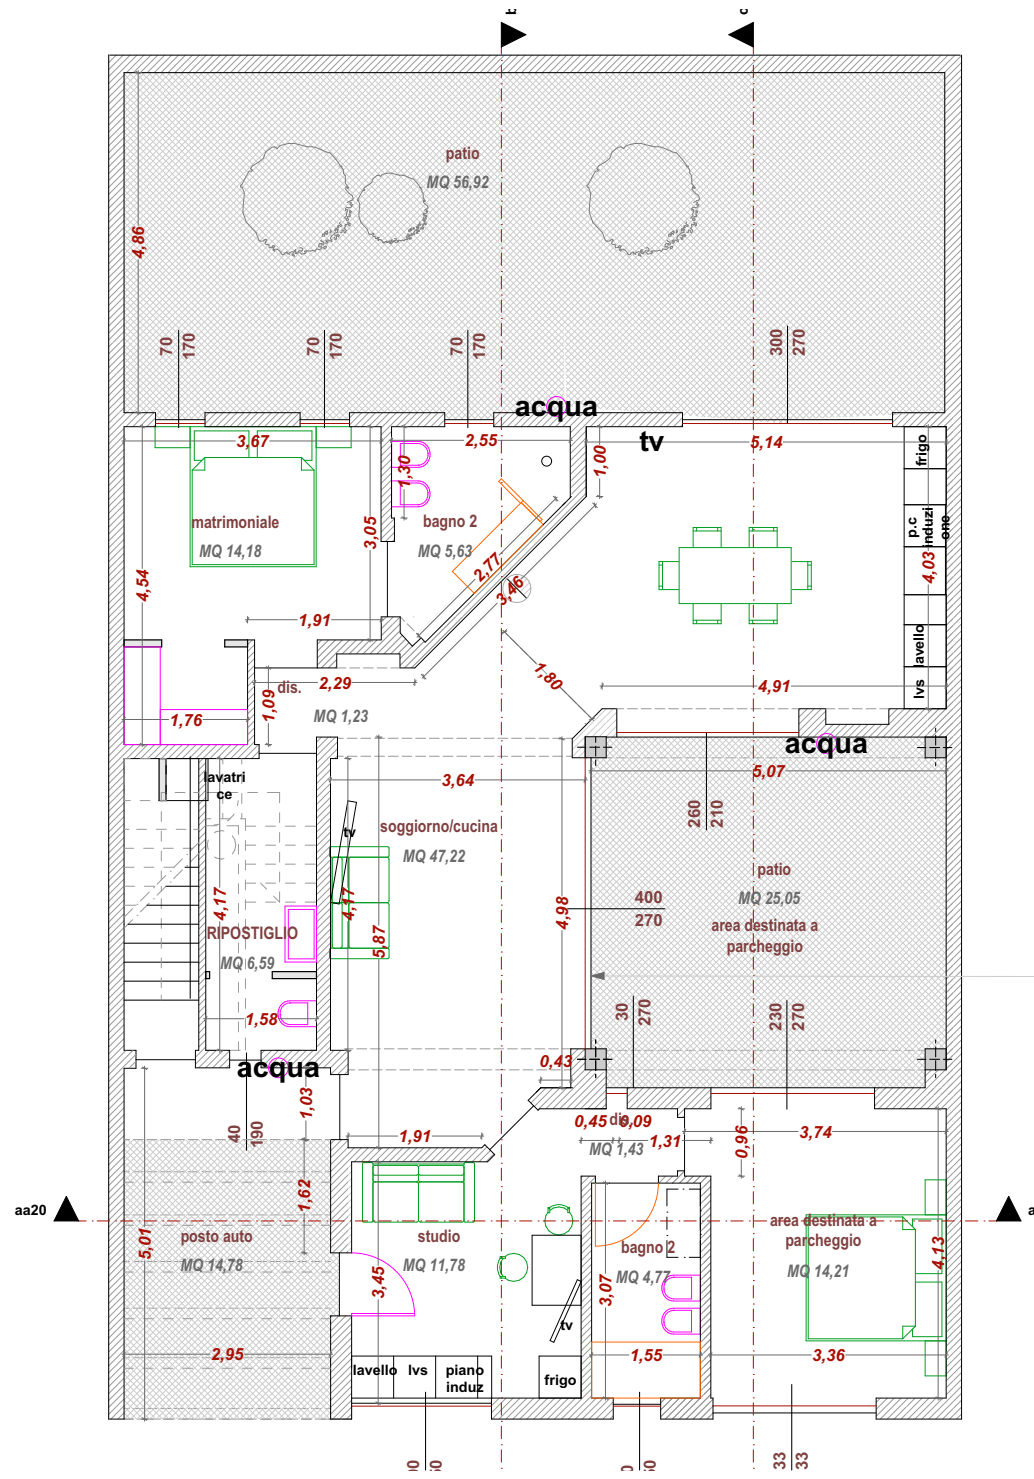 b
c
patio
MQ 56,92
4,86
70
170
70
170
70
170
300
270
acqua
tv
3,67
2,55
5,14
frigo
1,30
1,00
matrimoniale
MQ 14,18
3,05
bagno 2
MQ 5,63
p.c
induzi
one
2,77
3,46
4,03
4,54
1,91
lavello
1,80
dis.
2,29
1,09
MQ 1,23
4,91
lvs
1,76
acqua
lavatri
ce
3,64
5,07
260
210
tv
soggiorno/cucina
MQ 47,22
patio
MQ 25,05
400
270
area destinata a
parcheggio
4,17
4,17
5,87
4,98
RIPOSTIGLIO
MQ 6,59
30
270
230
270
1,58
acqua
0,43
1,03
40
190
1,91
0,45
dis.
0,09
MQ 1,43
1,31
0,96
3,74
1,62
aa20
a
5,01
posto auto
MQ 14,78
studio
MQ 11,78
3,45
bagno 2
MQ 4,77
3,07
area destinata a
parcheggio
MQ 14,21
4,13
tv
2,95
1,55
3,36
lavello
lvs
piano
induz
frigo
33
33